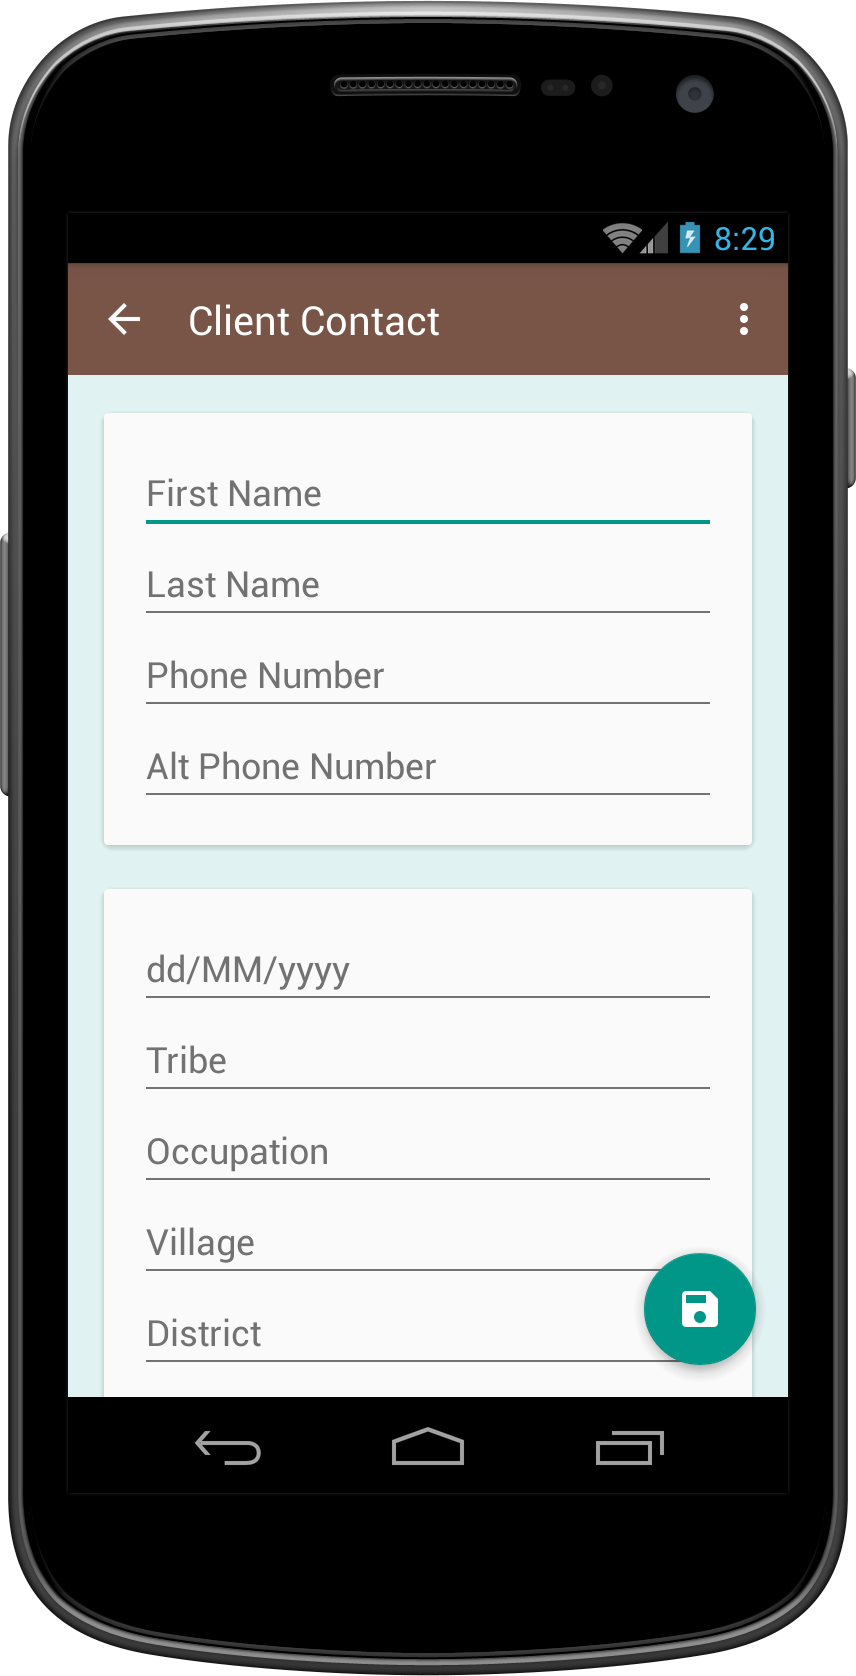 8:29
Client Contact
First Name
Last Name
Phone Number
Alt Phone Number
dd/MM/yyyy
Tribe
Occupation
Village
District